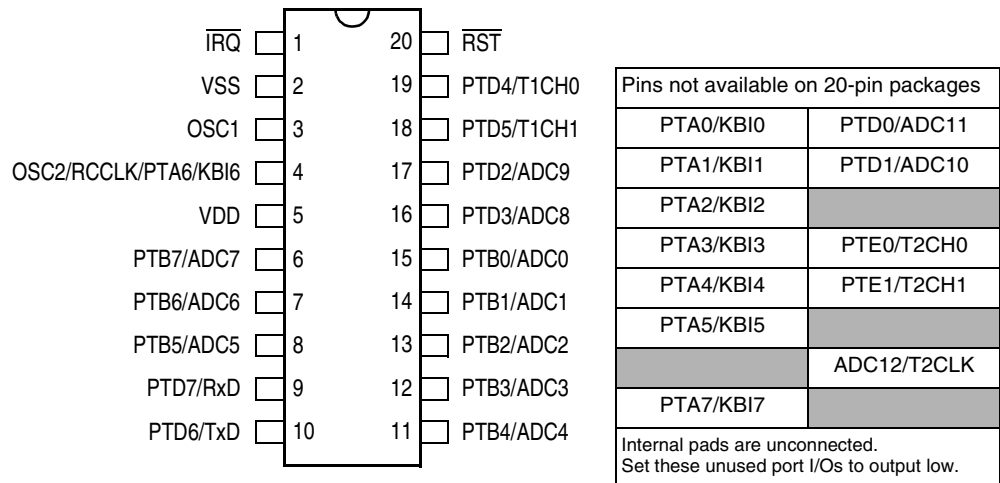 IRQ 1 20 RST
VSS 2 19 PTD4/T1CH0
OSC1 3 18 PTD5/T1CH1
OSC2/RCCLK/PTA6/KBI6 4 17 PTD2/ADC9
VDD 5 16 PTD3/ADC8
PTB7/ADC7 6 15 PTB0/ADC0
PTB6/ADC6 7 14 PTB1/ADC1
PTB5/ADC5 8 13 PTB2/ADC2
PTD7/RxD 9 12 PTB3/ADC3
PTD6/TxD 10 11 PTB4/ADC4
Pins not available on 20-pin packages
PTA0/KBI0 PTD0/ADC11
PTA1/KBI1 PTD1/ADC10
PTA2/KBI2
PTA3/KBI3 PTE0/T2CH0
PTA4/KBI4 PTE1/T2CH1
PTA5/KBI5
ADC12/T2CLK
PTA7/KBI7
Internal pads are unconnected.
Set these unused port I/Os to output low.